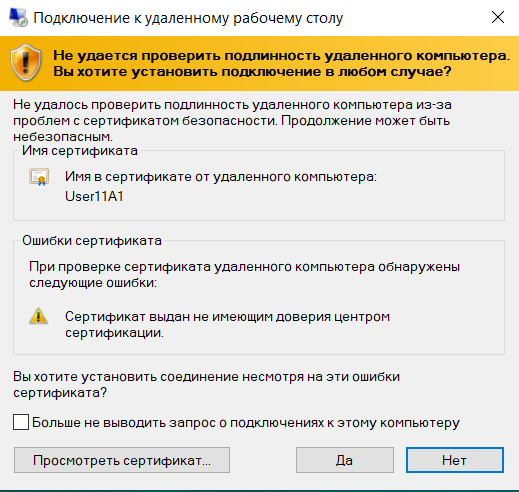 Подключение к удаленному рабочему столу
Не удается проверить подлинность удаленного компьютера.
Вы хотите установить подключение в любом случае?
Не удалось проверить подлинность удаленного компьютера из-за
проблем с сертификатом безопасности. Продолжение может быть
небезопасным.
Имя сертификата
Имя в сертификате от удаленного компьютера:
User11A1
Ошибки сертификата
При проверке сертификата удаленного компьютера обнаружены
следующие ошибки:
Сертификат выдан не имеющим доверия центром
сертификации.
Вы хотите установить соединение несмотря на эти ошибки
сертификата?
Больше не выводить запрос о подключениях к этому компьютеру
Просмотреть сертификат...
Да
Нет